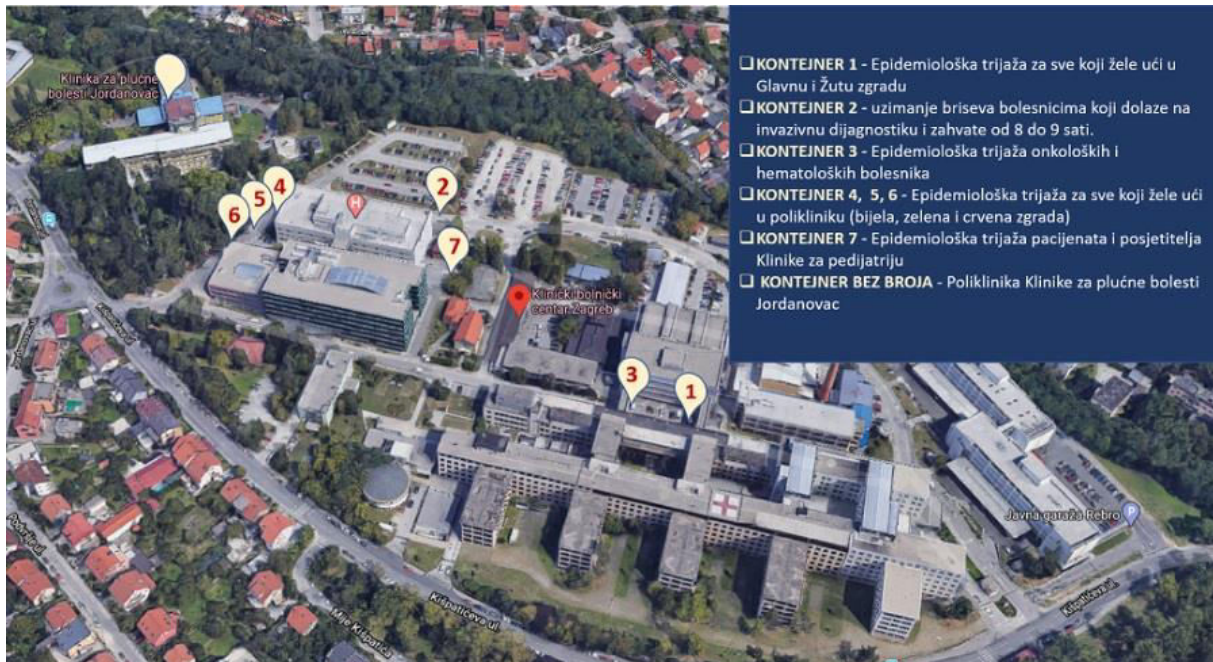 ❑ KONTEJNER 1 - Epidemiološka trijaža za sve koji žele ući u
Glavnu i Žutu zgradu
❑ KONTEJNER 2 - uzimanje briseva bolesnicima koji dolaze na
invazivnu dijagnostiku i zahvate od 8 do 9 sati.
❑ KONTEJNER 3 - Epidemiološka trijaža onkoloških i
hematoloških bolesnika
❑ KONTEJNER 4, 5, 6 - Epidemiološka trijaža za sve koji žele ući
u polikliniku (bijela, zelena i crvena zgrada)
❑ KONTEJNER 7 - Epidemiološka trijaža pacijenata i posjetitelja
Klinike za pedijatriju
❑ KONTEJNER BEZ BROJA - Poliklinika Klinike za plućne bolesti
Jordanovac
Klinika za plućne
bolesti Jordanovac
4
5
6
2
H
7
Klinički bolnički
centar Zagreb
3
1
Javna garaža Rebro
P
Kišpatićeva ul
Kišpatićeva ul
Mije Kišpatića
Kišpatićeva ul